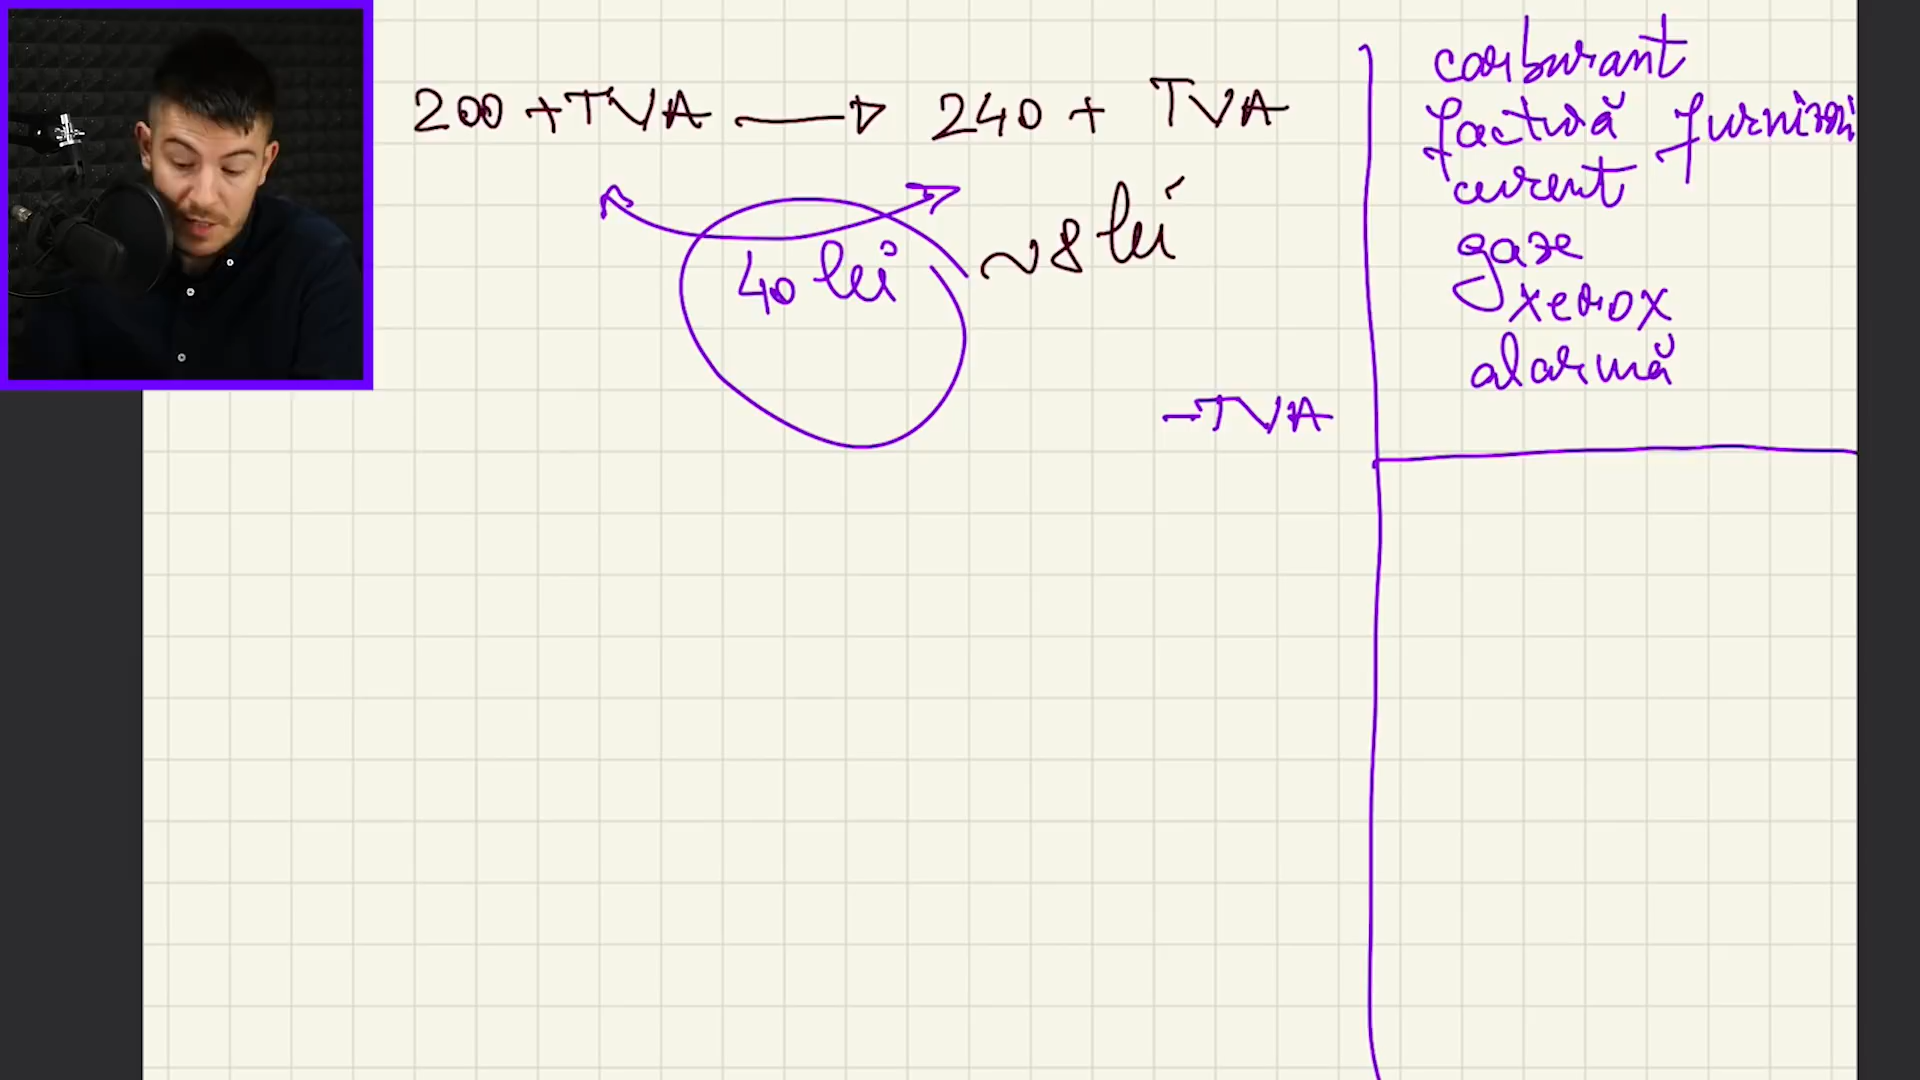 200 + TVA → 240 + TVA
40 lei ~ 8 lei
- TVA
carburant
factură furnizori
curent
gaze
xerox
alarmă